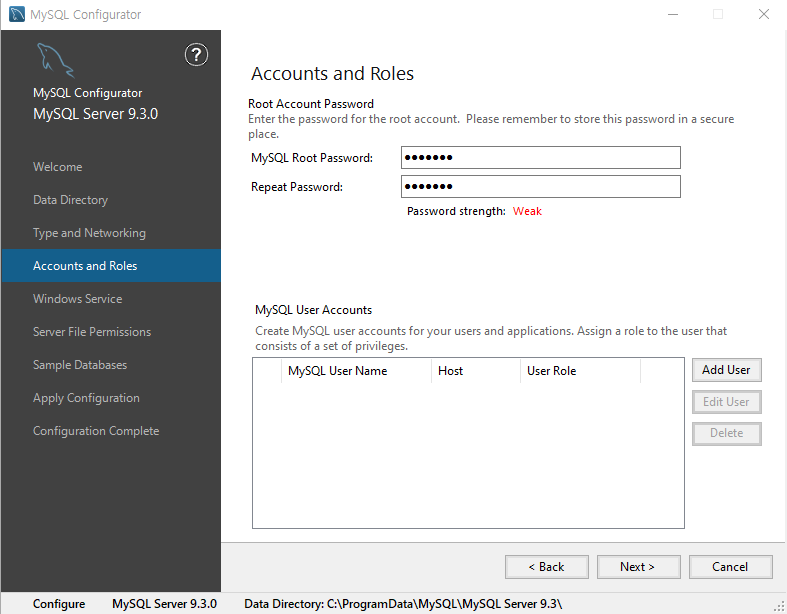 MySQL Configurator
?
MySQL Configurator
MySQL Server 9.3.0
Welcome
Data Directory
Type and Networking
Accounts and Roles
Windows Service
Server File Permissions
Sample Databases
Apply Configuration
Configuration Complete
Accounts and Roles
Root Account Password
Enter the password for the root account.  Please remember to store this password in a secure
place.
MySQL Root Password: ●●●●●●●
Repeat Password: ●●●●●●●
Password strength: Weak
MySQL User Accounts
Create MySQL user accounts for your users and applications. Assign a role to the user that
consists of a set of privileges.
MySQL User Name Host User Role
Add User
Edit User
Delete
< Back Next > Cancel
Configure MySQL Server 9.3.0 Data Directory: C:\ProgramData\MySQL\MySQL Server 9.3\